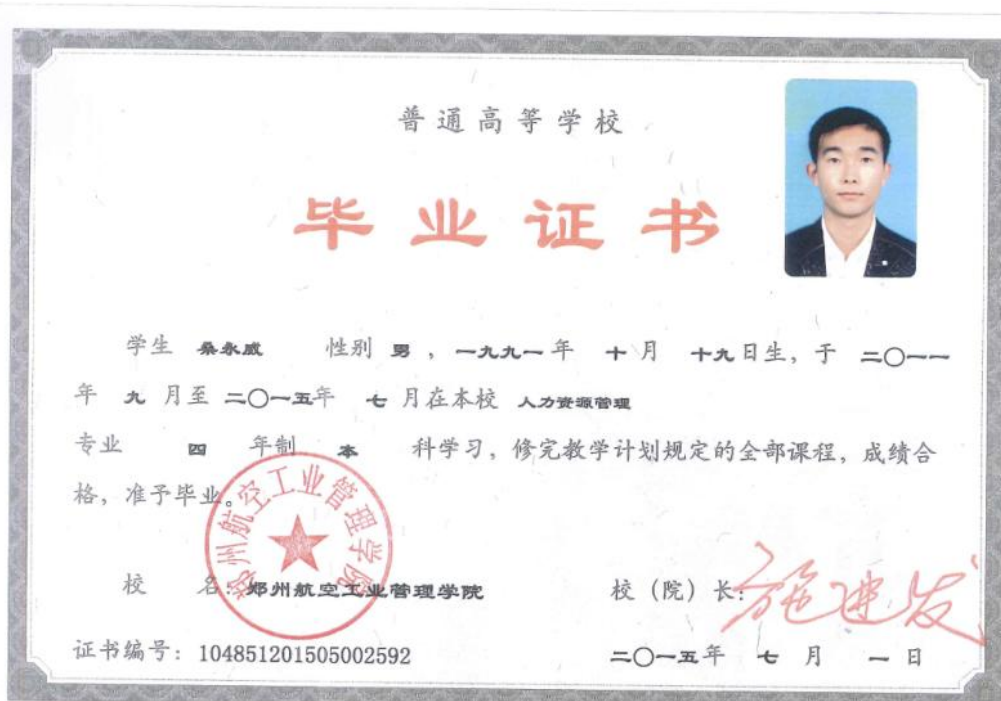 普通高等学校
毕业证书
学生 桑永威 性别 男，一九九一年 十月 十九日生，于 二〇一一
年 九 月至 二〇一五年 七 月在本校 人力资源管理
专业 四 年制 本 科学习，修完教学计划规定的全部课程，成绩合
格，准予毕业。
郑州航空工业管理学院
校 名：郑州航空工业管理学院 校（院）长：施进发
证书编号：104851201505002592 二〇一五年 七 月 一 日